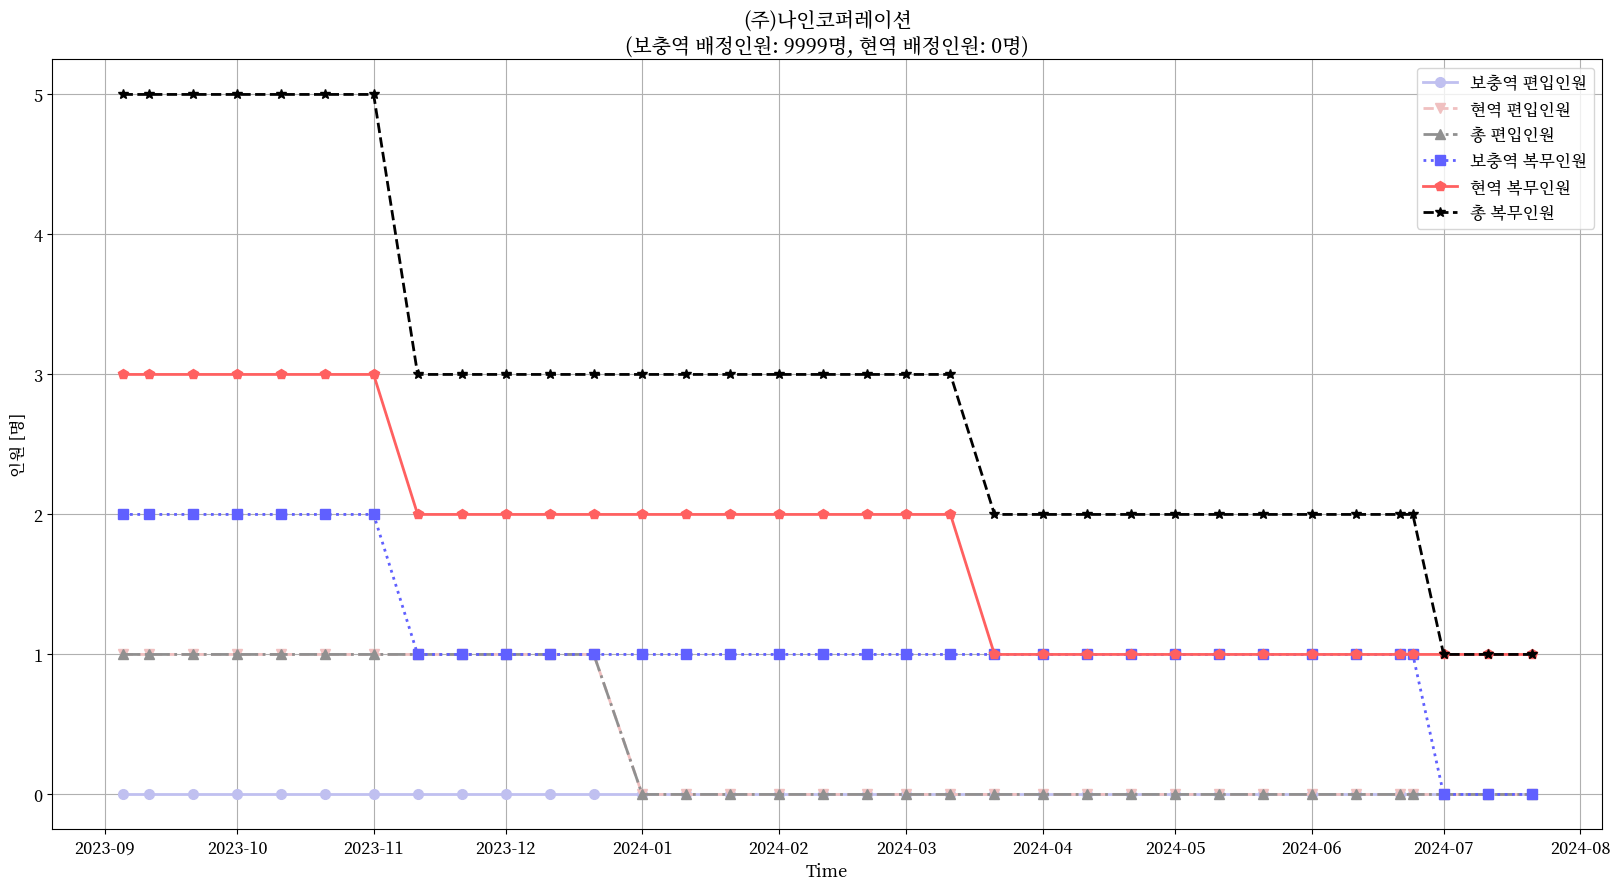 (주)나인코퍼레이션
(보충역 배정인원: 9999명, 현역 배정인원: 0명)
보충역 편입인원
현역 편입인원
총 편입인원
보충역 복무인원
현역 복무인원
총 복무인원
인원 [명]
5
4
3
2
1
0
2023-09 2023-10 2023-11 2023-12 2024-01 2024-02 2024-03 2024-04 2024-05 2024-06 2024-07 2024-08
Time